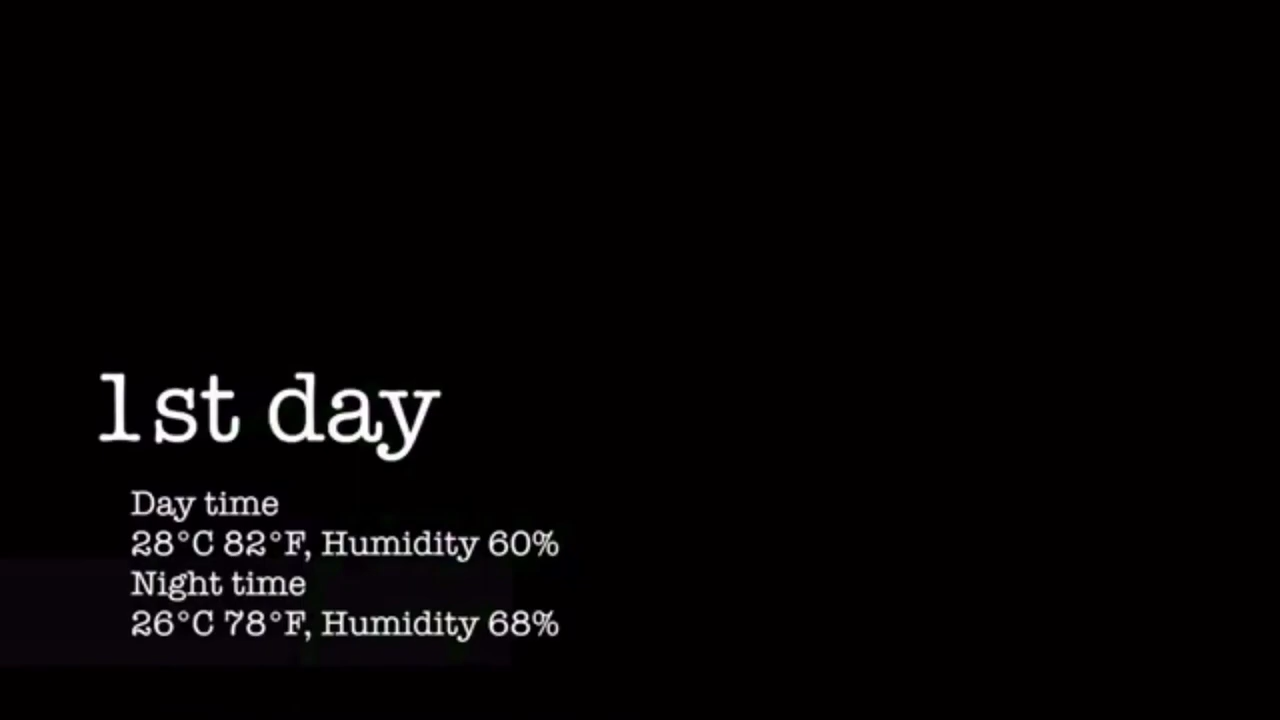 1st day
Day time
28°C 82°F, Humidity 60%
Night time
26°C 78°F, Humidity 68%